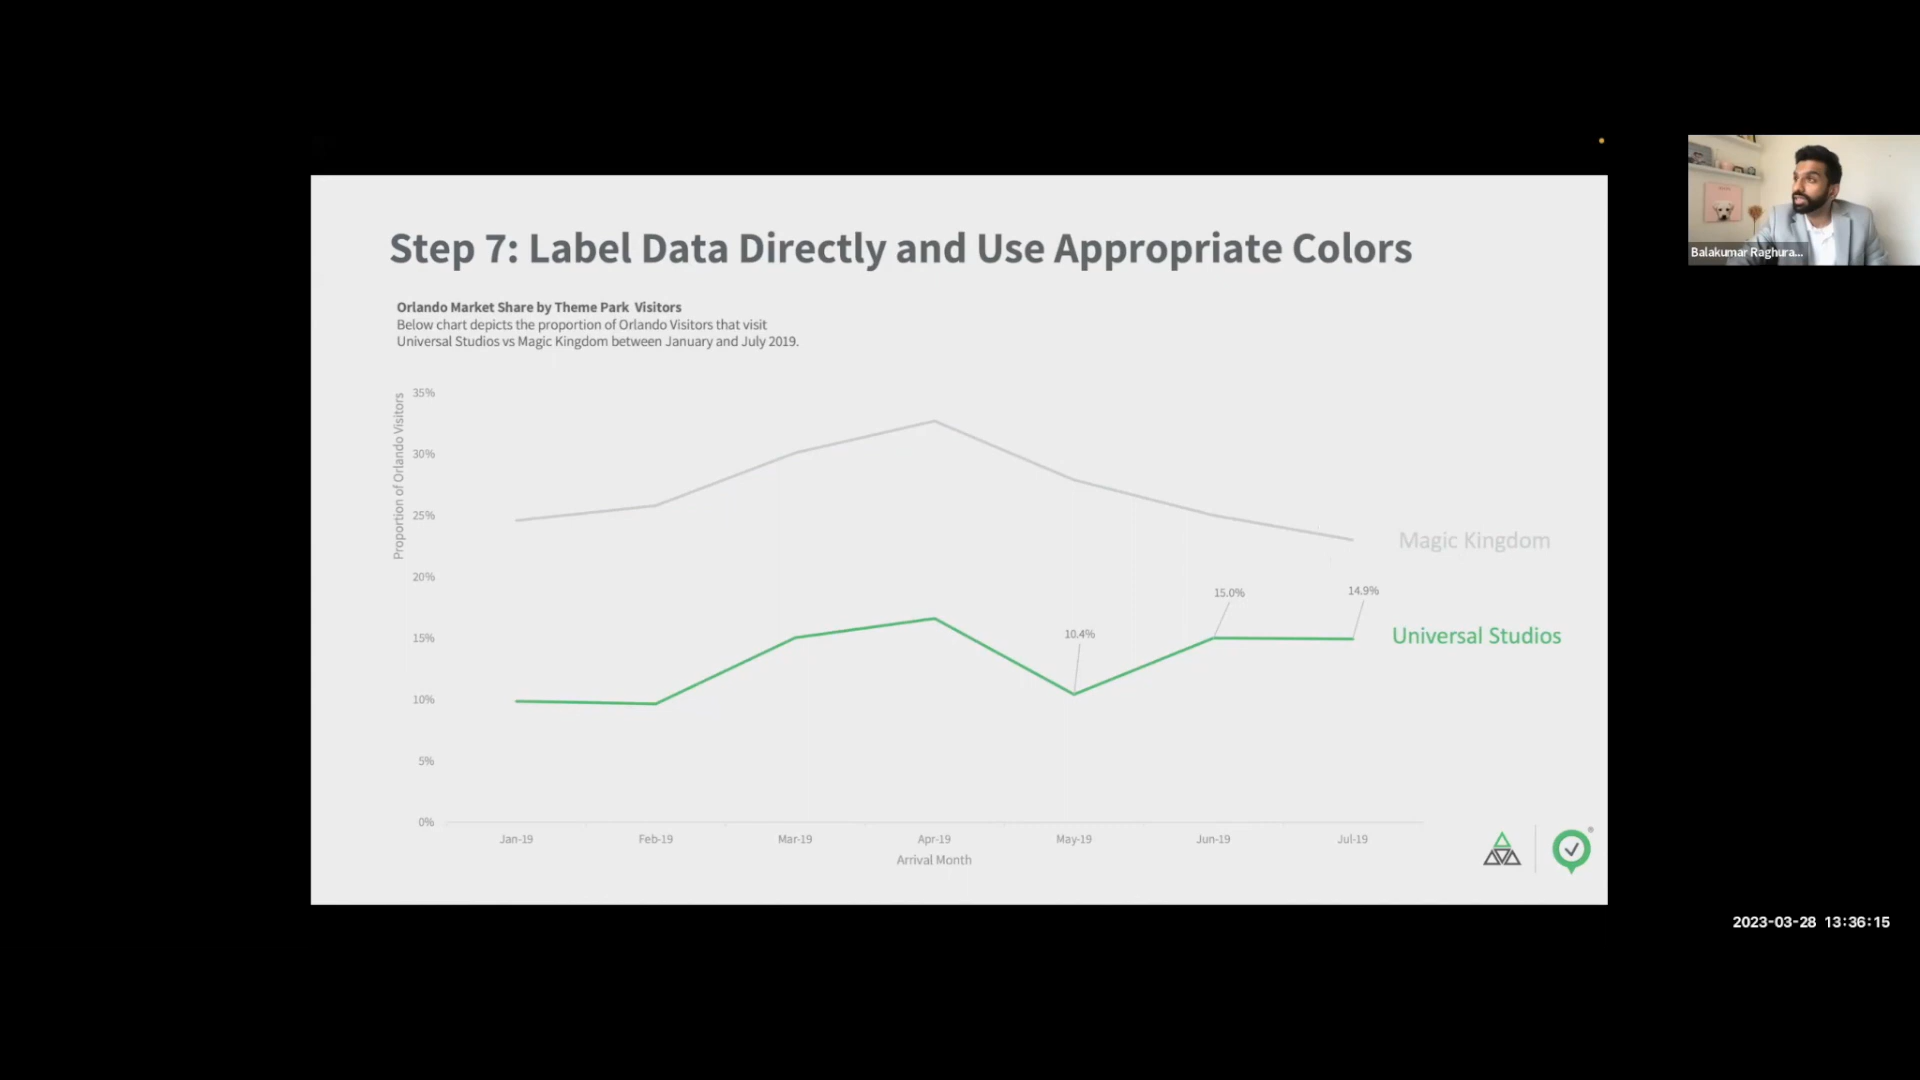 Step 7: Label Data Directly and Use Appropriate Colors
Orlando Market Share by Theme Park Visitors
Below chart depicts the proportion of Orlando Visitors that visit
Universal Studios vs Magic Kingdom between January and July 2019.
Proportion of Orlando Visitors
35%
30%
25%
20%
15%
10%
5%
0%
Magic Kingdom
10.4%
15.0%
14.9%
Universal Studios
Jan-19
Feb-19
Mar-19
Apr-19
May-19
Jun-19
Jul-19
Arrival Month
®
Balakumar Raghura...
2023-03-28 13:36:15